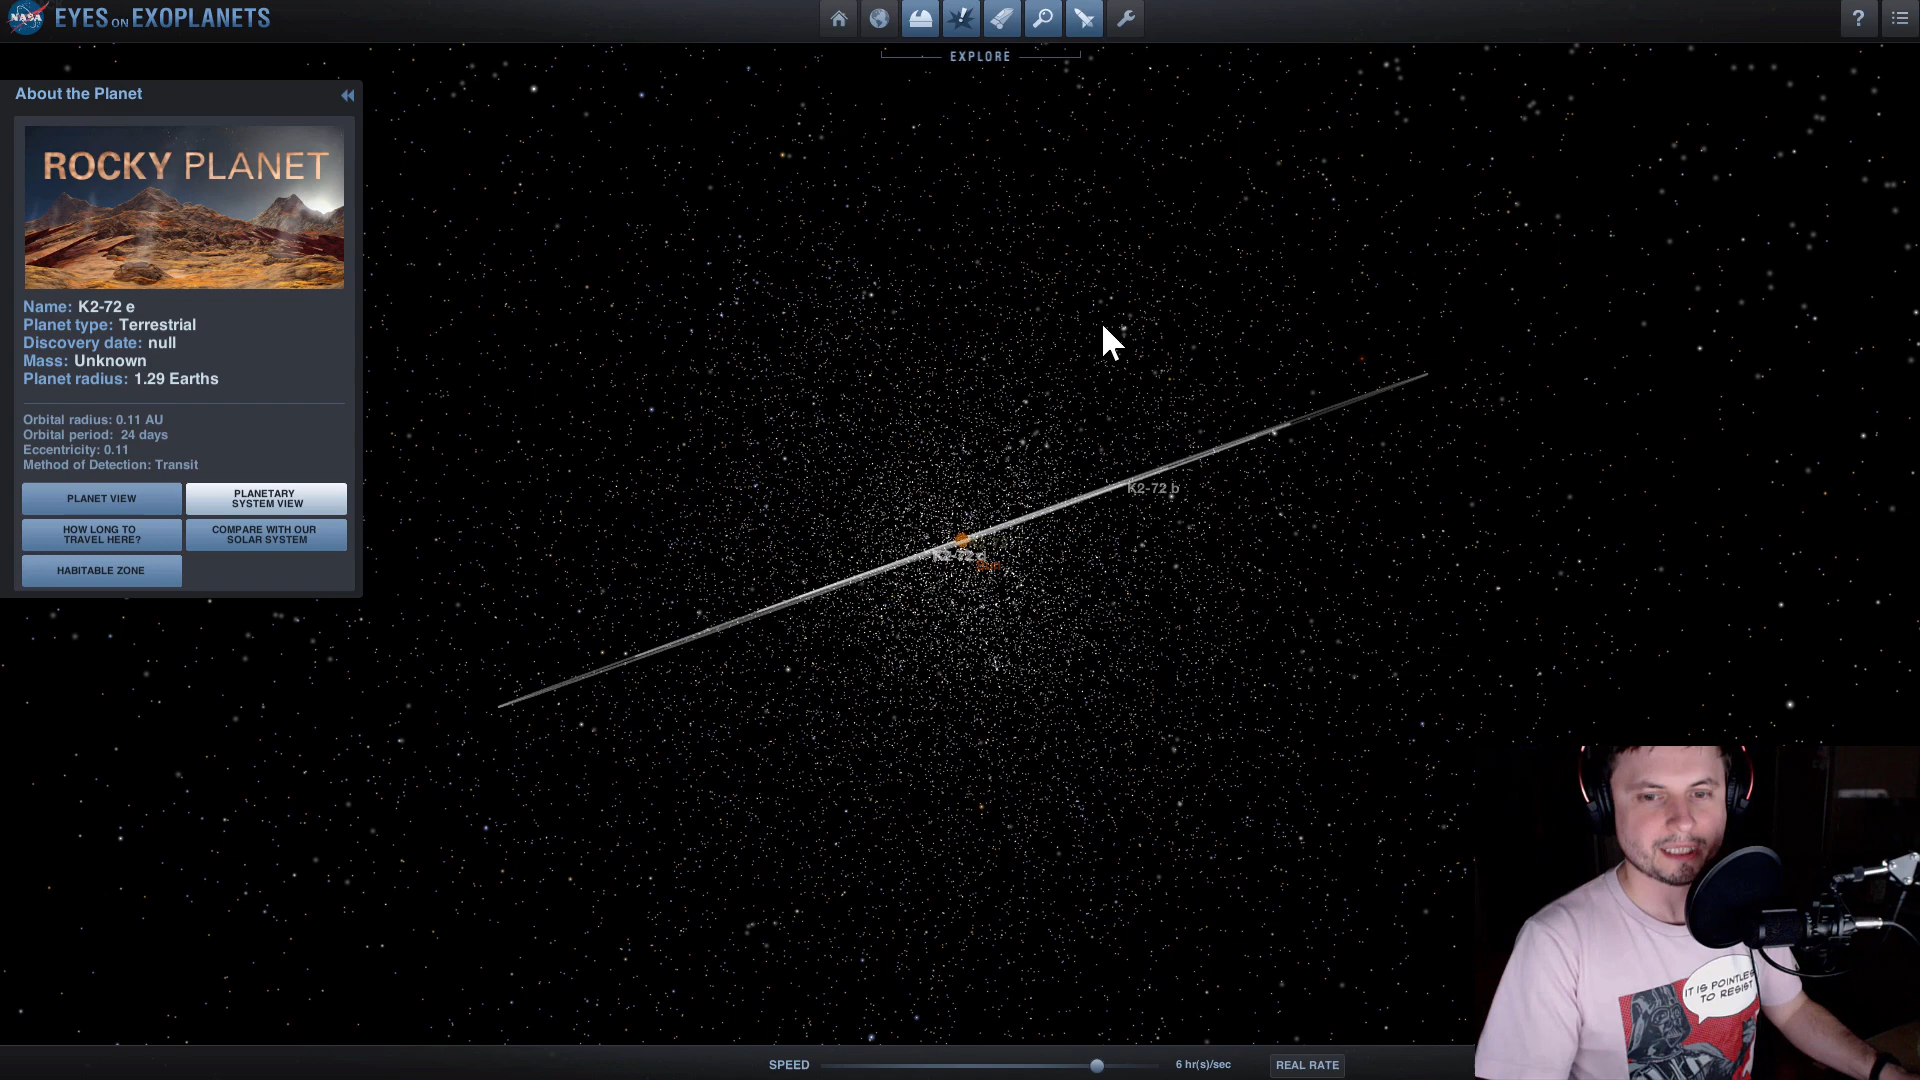 NASA
EYES ON EXOPLANETS
?
EXPLORE
About the Planet
ROCKY PLANET
Name: K2-72 e
Planet type: Terrestrial
Discovery date: null
Mass: Unknown
Planet radius: 1.29 Earths
Orbital radius: 0.11 AU
Orbital period: 24 days
Eccentricity: 0.11
Method of Detection: Transit
PLANET VIEW
PLANETARY
SYSTEM VIEW
HOW LONG TO
TRAVEL HERE?
COMPARE WITH OUR
SOLAR SYSTEM
HABITABLE ZONE
K2-72 b
IT IS POINTLESS
TO RESIST
SPEED
6 hr(s)/sec
REAL RATE